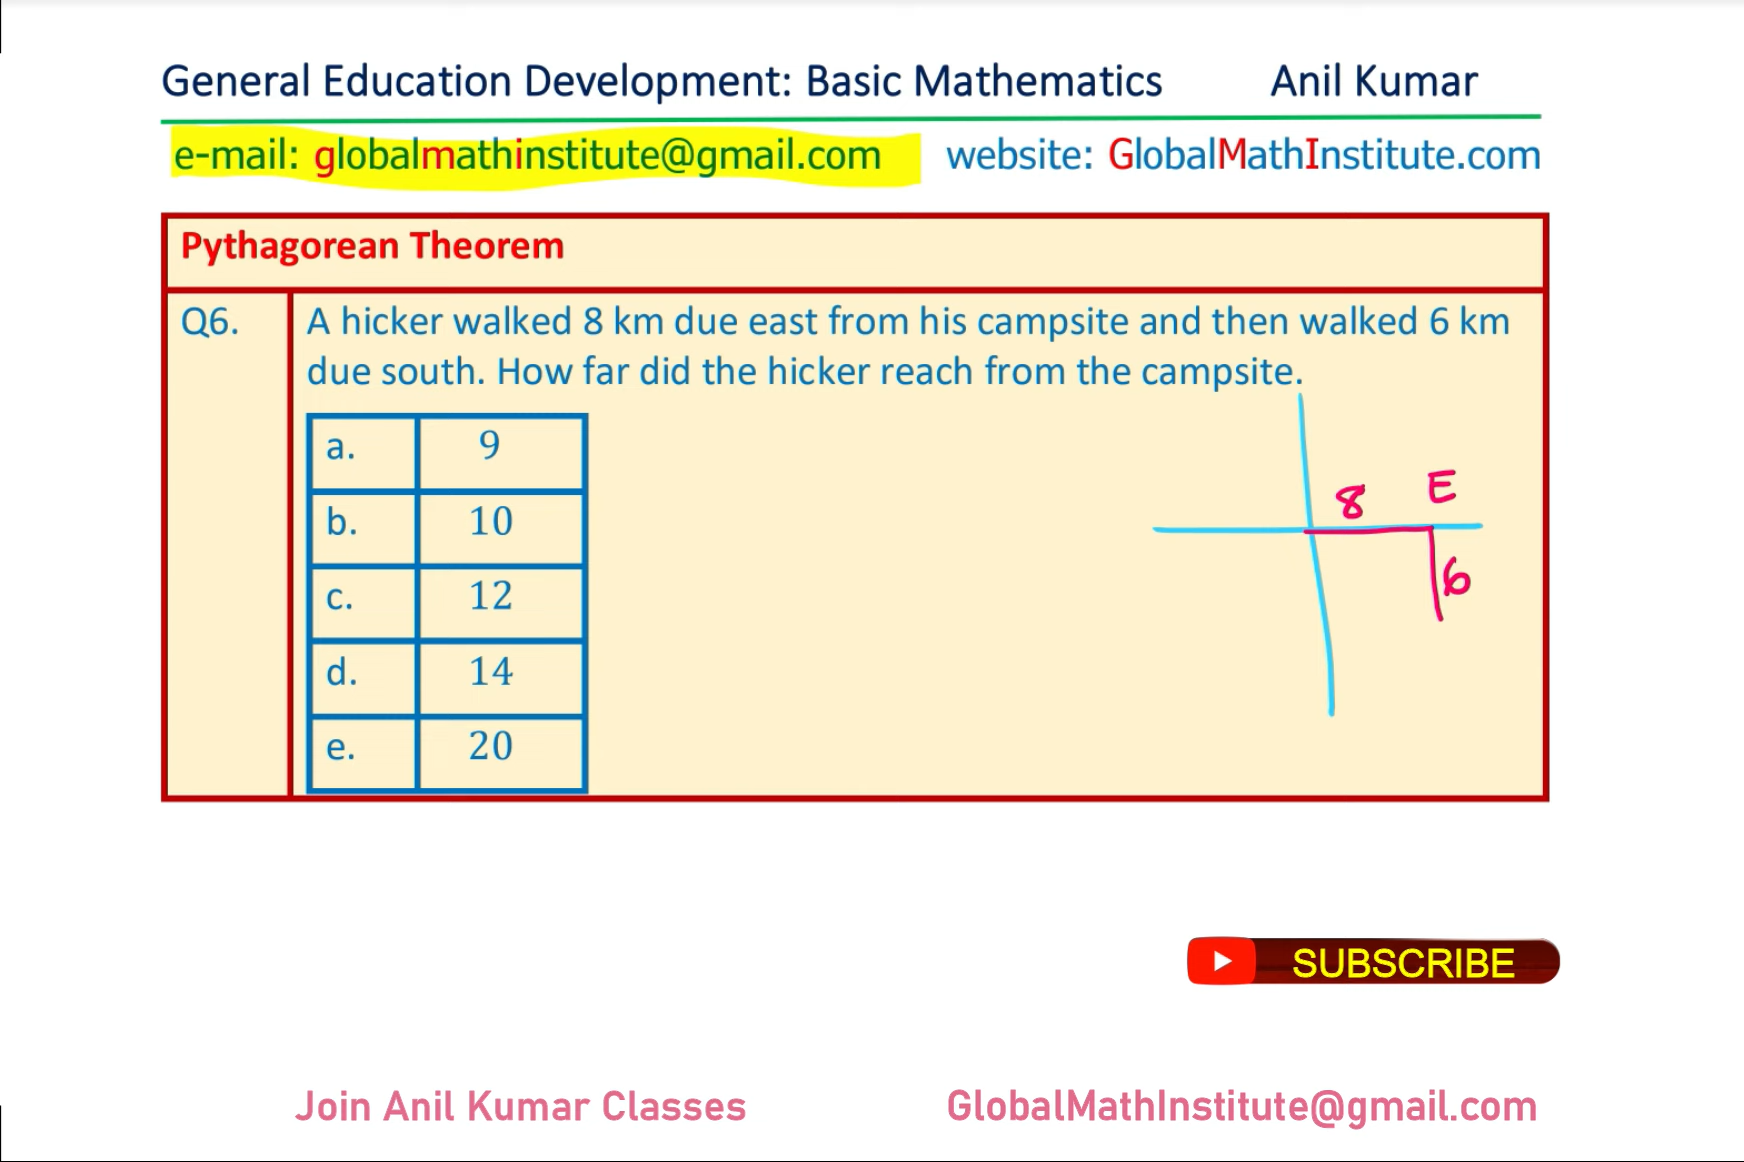 General Education Development: Basic Mathematics Anil Kumar
e-mail: globalmathinstitute@gmail.com website: GlobalMathInstitute.com
Pythagorean Theorem
Q6. A hicker walked 8 km due east from his campsite and then walked 6 km
due south. How far did the hicker reach from the campsite.
a. 9
b. 10
c. 12
d. 14
e. 20
8 E
6
SUBSCRIBE
Join Anil Kumar Classes GlobalMathInstitute@gmail.com